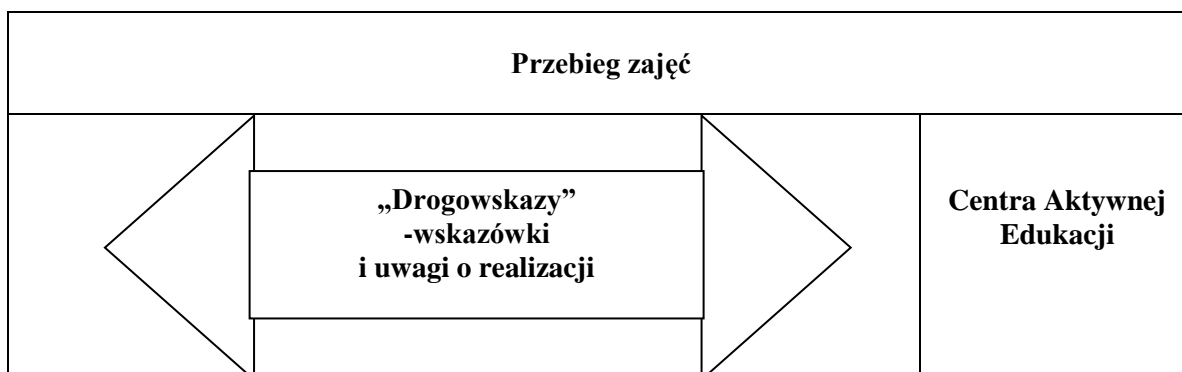 Przebieg zajęć
„Drogowskazy”
-wskazówki
i uwagi o realizacji
Centra Aktywnej
Edukacji